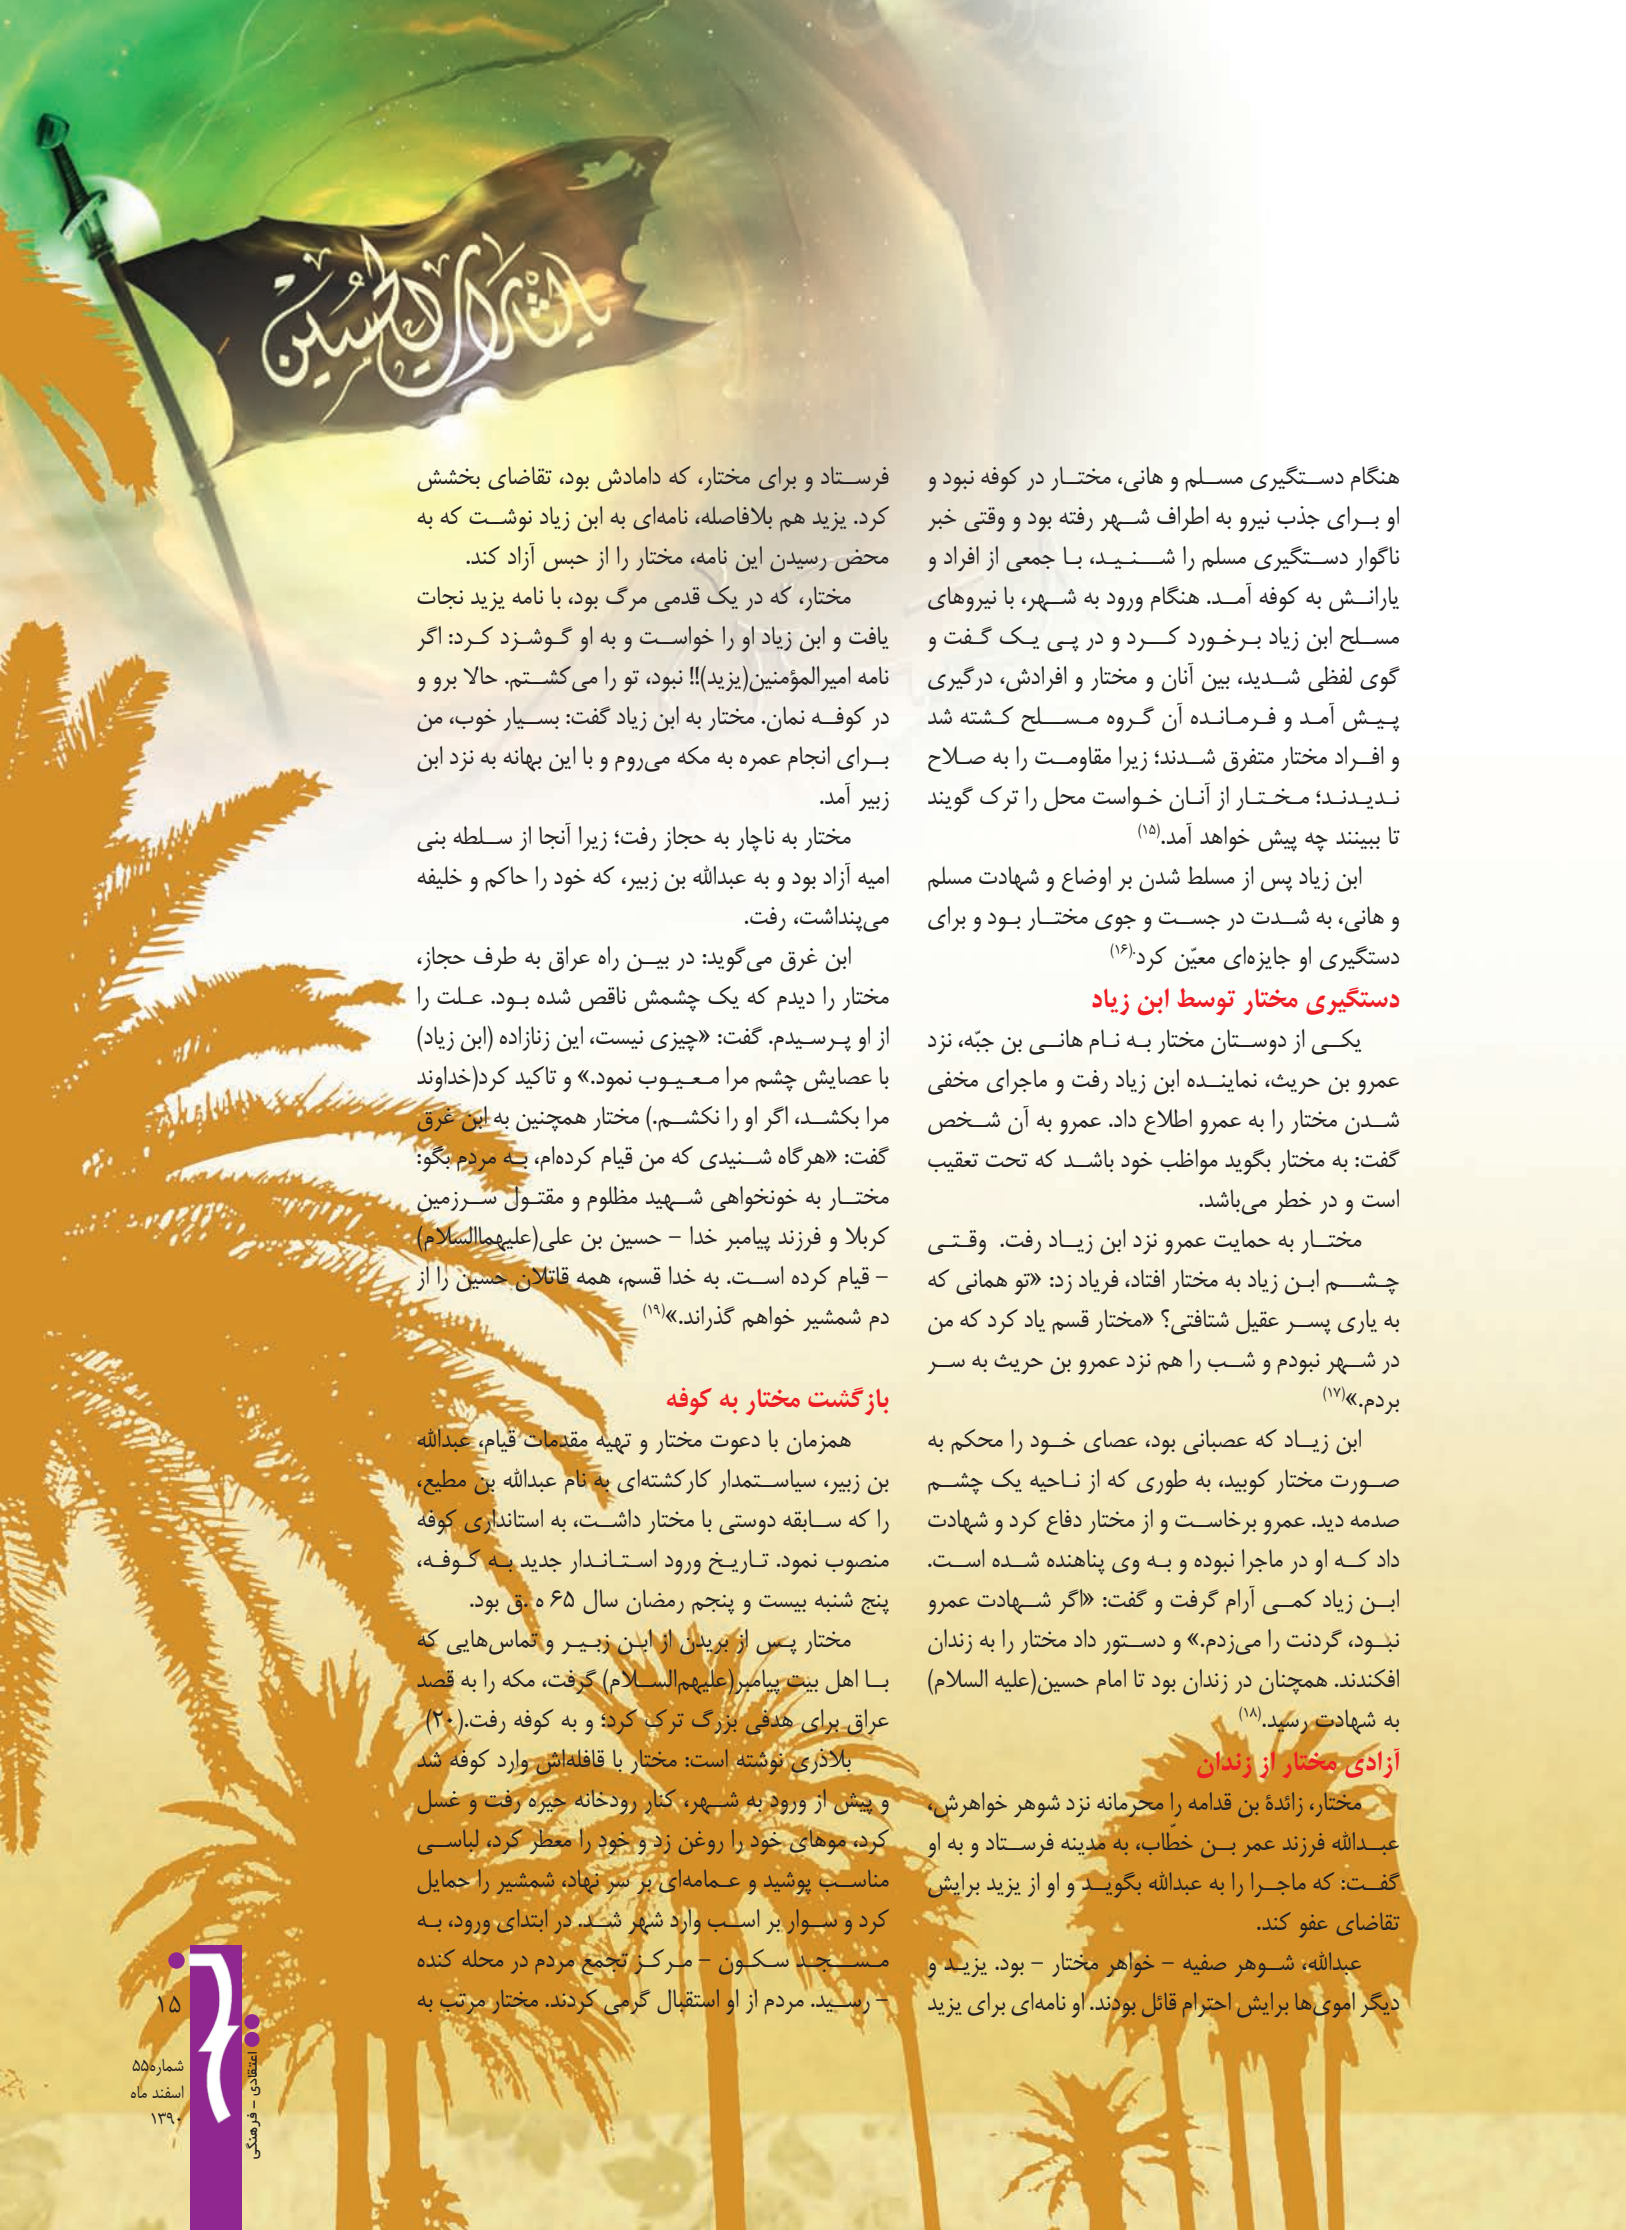 یا لثارات الحسین
هنگام دستگیری مسلم و هانی، مختار در کوفه نبود و
او برای جذب نیرو به اطراف شهر رفته بود و وقتی خبر
ناگوار دستگیری مسلم را شنید، با جمعی از افراد و
یارانش به کوفه آمد. هنگام ورود به شهر، با نیروهای
مسلح ابن زیاد برخورد کرد و در پی یک گفت و
گوی لفظی شدید، بین آنان و مختار و افرادش، درگیری
پیش آمد و فرمانده آن گروه مسلح کشته شد
و افراد مختار متفرق شدند؛ زیرا مقاومت را به صلاح
ندیدند؛ مختار از آنان خواست محل را ترک گویند
تا ببینند چه پیش خواهد آمد.(۱۵)
ابن زیاد پس از مسلط شدن بر اوضاع و شهادت مسلم
و هانی، به شدت در جست و جوی مختار بود و برای
دستگیری او جایزه‌ای معیّن کرد.(۱۶)
دستگیری مختار توسط ابن زیاد
یکی از دوستان مختار به نام هانی بن جبّه، نزد
عمرو بن حریث، نماینده ابن زیاد رفت و ماجرای مخفی
شدن مختار را به عمرو اطلاع داد. عمرو به آن شخص
گفت: به مختار بگوید مواظب خود باشد که تحت تعقیب
است و در خطر می‌باشد.
مختار به حمایت عمرو نزد ابن زیاد رفت. وقتی
چشم ابن زیاد به مختار افتاد، فریاد زد: «تو همانی که
به یاری پسر عقیل شتافتی؟ «مختار قسم یاد کرد که من
در شهر نبودم و شب را هم نزد عمرو بن حریث به سر
بردم.»(۱۷)
ابن زیاد که عصبانی بود، عصای خود را محکم به
صورت مختار کوبید، به طوری که از ناحیه یک چشم
صدمه دید. عمرو برخاست و از مختار دفاع کرد و شهادت
داد که او در ماجرا نبوده و به وی پناهنده شده است.
ابن زیاد کمی آرام گرفت و گفت: «اگر شهادت عمرو
نبود، گردنت را می‌زدم.» و دستور داد مختار را به زندان
افکندند. همچنان در زندان بود تا امام حسین(علیه السلام)
به شهادت رسید.(۱۸)
آزادی مختار از زندان
مختار، زائدهٔ بن قدامه را محرمانه نزد شوهر خواهرش،
عبدالله فرزند عمر بن خطّاب، به مدینه فرستاد و به او
گفت: که ماجرا را به عبدالله بگوید و او از یزید برایش
تقاضای عفو کند.
عبدالله، شوهر صفیه - خواهر مختار - بود. یزید و
دیگر اموی‌ها برایش احترام قائل بودند. او نامه‌ای برای یزید
فرستاد و برای مختار، که دامادش بود، تقاضای بخشش
کرد. یزید هم بلافاصله، نامه‌ای به ابن زیاد نوشت که به
محض رسیدن این نامه، مختار را از حبس آزاد کند.
مختار، که در یک قدمی مرگ بود، با نامه یزید نجات
یافت و ابن زیاد او را خواست و به او گوشزد کرد: اگر
نامه امیرالمؤمنین(یزید)!! نبود، تو را می‌کشتم. حالا برو و
در کوفه نمان. مختار به ابن زیاد گفت: بسیار خوب، من
برای انجام عمره به مکه می‌روم و با این بهانه به نزد ابن
زبیر آمد.
مختار به ناچار به حجاز رفت؛ زیرا آنجا از سلطه بنی
امیه آزاد بود و به عبدالله بن زبیر، که خود را حاکم و خلیفه
می‌پنداشت، رفت.
ابن غرق می‌گوید: در بین راه عراق به طرف حجاز،
مختار را دیدم که یک چشمش ناقص شده بود. علت را
از او پرسیدم. گفت: «چیزی نیست، این زنازاده (ابن زیاد)
با عصایش چشم مرا معیوب نمود.» و تاکید کرد(خداوند
مرا بکشد، اگر او را نکشم.) مختار همچنین به ابن غرق
گفت: «هرگاه شنیدی که من قیام کرده‌ام، به مردم بگو:
مختار به خونخواهی شهید مظلوم و مقتول سرزمین
کربلا و فرزند پیامبر خدا - حسین بن علی(علیهماالسلام)
- قیام کرده است. به خدا قسم، همه قاتلان حسین را از
دم شمشیر خواهم گذراند.»(۱۹)
بازگشت مختار به کوفه
همزمان با دعوت مختار و تهیه مقدمات قیام، عبدالله
بن زبیر، سیاستمدار کارکشته‌ای به نام عبدالله بن مطیع،
را که سابقه دوستی با مختار داشت، به استانداری کوفه
منصوب نمود. تاریخ ورود استاندار جدید به کوفه،
پنج شنبه بیست و پنجم رمضان سال ۶۵ ه .ق بود.
مختار پس از بریدن از ابن زبیر و تماس‌هایی که
با اهل بیت پیامبر(علیهم‌السلام) گرفت، مکه را به قصد
عراق برای هدفی بزرگ ترک کرد؛ و به کوفه رفت.(۲۰)
بلاذری نوشته است: مختار با قافله‌اش وارد کوفه شد
و پیش از ورود به شهر، کنار رودخانه حیره رفت و غسل
کرد، موهای خود را روغن زد و خود را معطر کرد، لباسی
مناسب پوشید و عمامه‌ای بر سر نهاد، شمشیر را حمایل
کرد و سوار بر اسب وارد شهر شد. در ابتدای ورود، به
مسجد سکون - مرکز تجمع مردم در محله کنده
- رسید. مردم از او استقبال گرمی کردند. مختار مرتب به
۱۵
شماره۵۵
اسفند ماه
۱۳۹۰
اعتقادی - فرهنگی